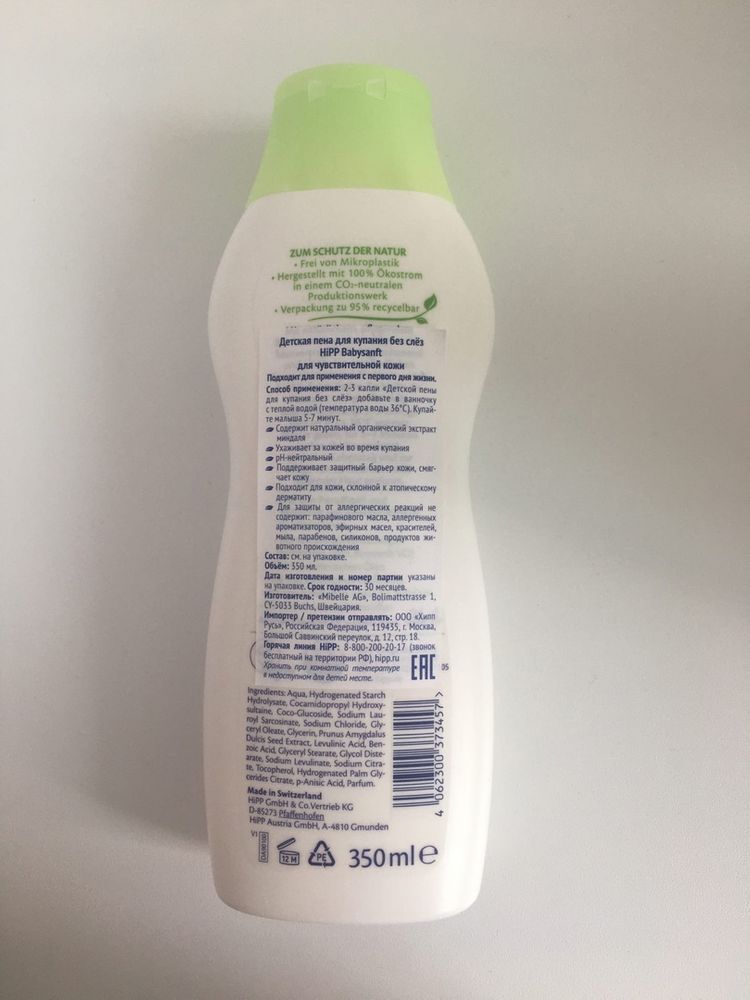 ZUM SCHUTZ DER NATUR
• Frei von Mikroplastik
• Hergestellt mit 100% Ökostrom
in einem CO₂-neutralen
Produktionswerk
• Verpackung zu 95% recycelbar
Детская пена для купания без слёз
HiPP Babysanft
для чувствительной кожи
Подходит для применения с первого дня жизни.
Способ применения: 2-3 капли «Детской пены
для купания без слёз» добавьте в ванночку
с теплой водой (температура воды 36°С). Купай-
те малыша 5-7 минут.
Содержит натуральный органический экстракт
миндаля
Ухаживает за кожей во время купания
pH-нейтральный
Поддерживает защитный барьер кожи, смяг-
чает кожу
Подходит для кожи, склонной к атопическому
дерматиту
Для защиты от аллергических реакций не
содержит: парафинового масла, аллергенных
ароматизаторов, эфирных масел, красителей,
мыла, парабенов, силиконов, продуктов жи-
вотного происхождения
Состав: см. на упаковке.
Объём: 350 мл.
Дата изготовления и номер партии указаны
на упаковке. Срок годности: 30 месяцев.
Изготовитель: «Mibelle AG», Bolimattstrasse 1,
CY-5033 Buchs, Швейцария.
Импортер / претензии отправлять: ООО «Хипп
Русь», Российская Федерация, 119435, г. Москва,
Большой Саввинский переулок, д. 12, стр. 18.
Горячая линия HiPP: 8-800-200-20-17 (звонок
бесплатный на территории РФ), hipp.ru
Хранить при комнатной температуре
в недоступном для детей месте.
EAC
05
Ingredients: Aqua, Hydrogenated Starch
Hydrolysate, Cocamidopropyl Hydroxy-
sultaine, Coco-Glucoside, Sodium Lau-
royl Sarcosinate, Sodium Chloride, Gly-
ceryl Oleate, Glycerin, Prunus Amygdalus
Dulcis Seed Extract, Levulinic Acid, Ben-
zoic Acid, Glyceryl Stearate, Glycol Diste-
arate, Sodium Levulinate, Sodium Citra-
te, Tocopherol, Hydrogenated Palm Gly-
cerides Citrate, p-Anisic Acid, Parfum.
4 062300 373457 >
Made in Switzerland
HiPP GmbH & Co.Vertrieb KG
D-85273 Pfaffenhofen
HiPP Austria GmbH, A-4810 Gmunden
V1
12 M
PE
350 ml e